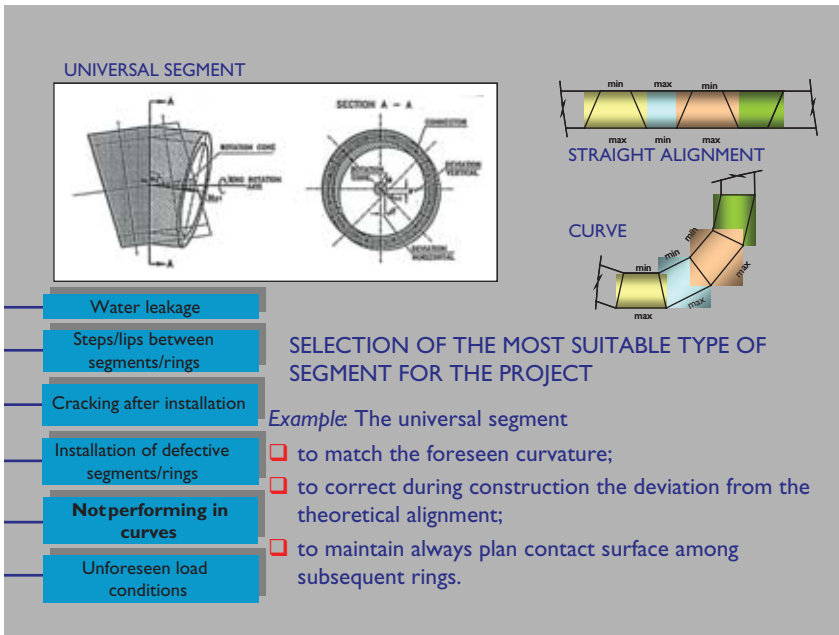 UNIVERSAL SEGMENT
A
ROTATION CONE
RING ROTATION
AXIS
A
SECTION A - A
CONNECTOR
DEVIATION
VERTICAL
DEVIATION
HORIZONTAL
min max min
max min max
STRAIGHT ALIGNMENT
CURVE
min
min
min
max
max
max
Water leakage
Steps/lips between
segments/rings
Cracking after installation
Installation of defective
segments/rings
Not performing in
curves
Unforeseen load
conditions
SELECTION OF THE MOST SUITABLE TYPE OF
SEGMENT FOR THE PROJECT
Example: The universal segment
to match the foreseen curvature;
to correct during construction the deviation from the
theoretical alignment;
to maintain always plan contact surface among
subsequent rings.